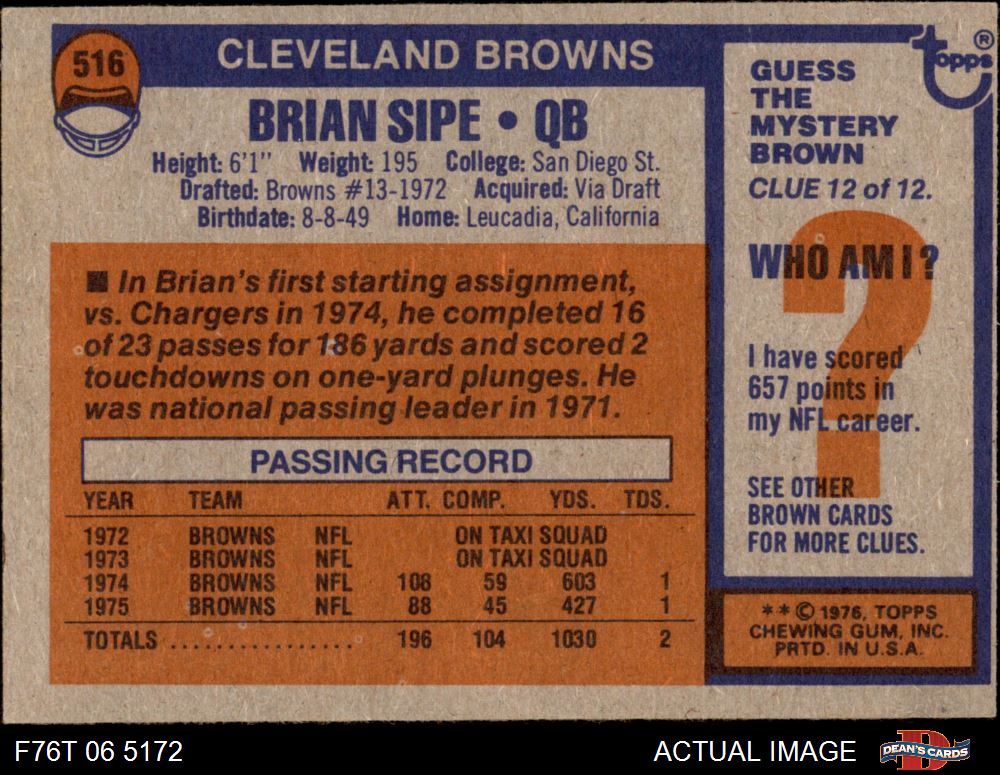 516
CLEVELAND BROWNS
BRIAN SIPE • QB
Height: 6'1" Weight: 195 College: San Diego St.
Drafted: Browns #13-1972 Acquired: Via Draft
Birthdate: 8-8-49 Home: Leucadia, California
■ In Brian's first starting assignment,
vs. Chargers in 1974, he completed 16
of 23 passes for 186 yards and scored 2
touchdowns on one-yard plunges. He
was national passing leader in 1971.
PASSING RECORD
YEAR TEAM ATT. COMP. YDS. TDS.
1972 BROWNS NFL ON TAXI SQUAD
1973 BROWNS NFL ON TAXI SQUAD
1974 BROWNS NFL 108 59 603 1
1975 BROWNS NFL 88 45 427 1
TOTALS ................ 196 104 1030 2
topps®
GUESS
THE
MYSTERY
BROWN
CLUE 12 of 12.
WHO AM I?
I have scored
657 points in
my NFL career.
SEE OTHER
BROWN CARDS
FOR MORE CLUES.
** © 1976, TOPPS
CHEWING GUM, INC.
PRTD. IN U.S.A.
F76T 06 5172
ACTUAL IMAGE
DEAN'S CARDS